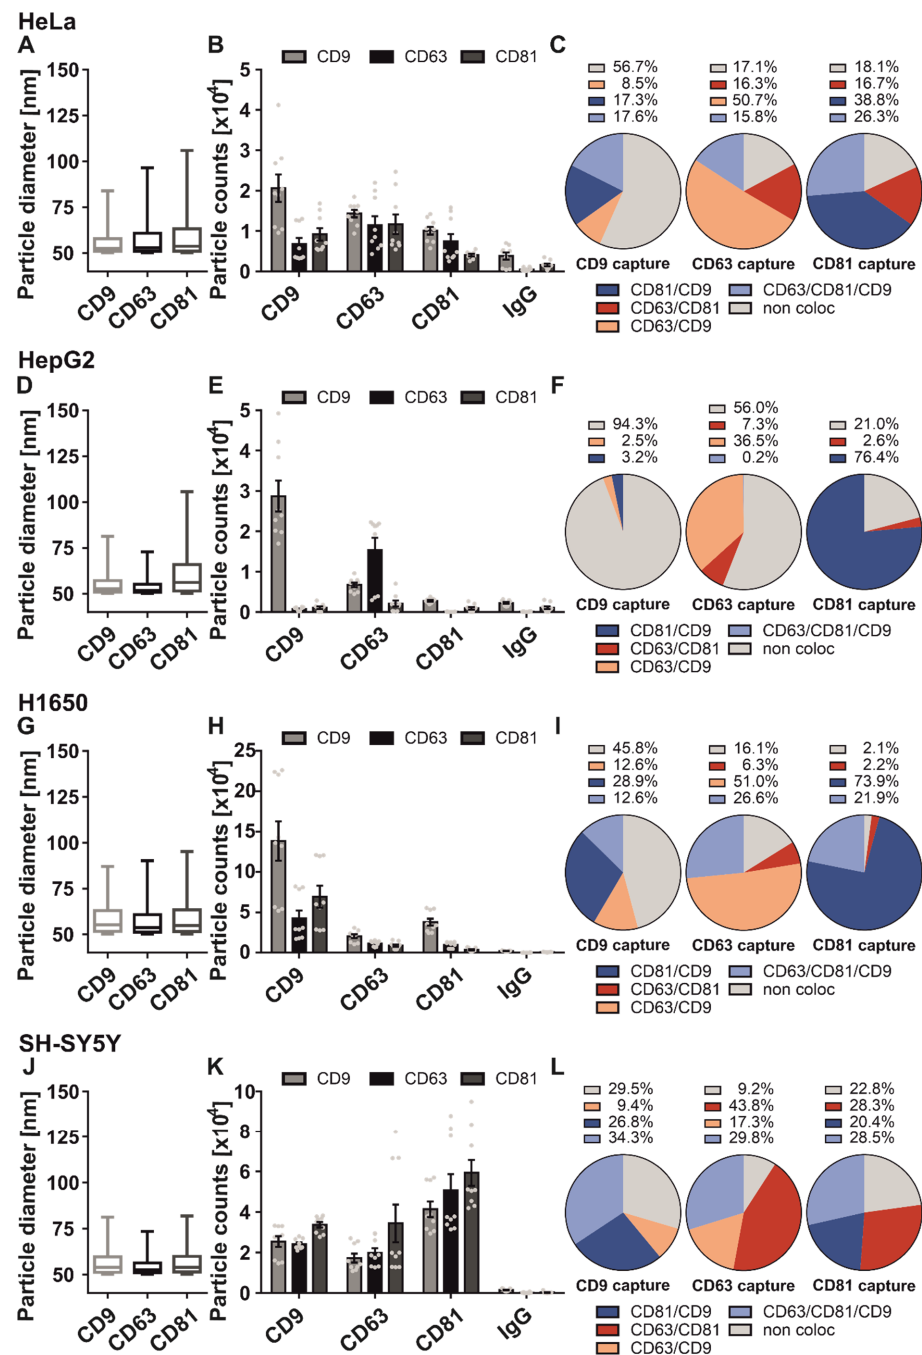 HeLa
A B C
CD9 CD63 CD81
Particle diameter [nm]
150
125
100
75
50
CD9 CD63 CD81
Particle counts [x10⁴]
5
4
3
2
1
0
CD9 CD63 CD81 IgG
56.7% 17.1% 18.1%
8.5% 16.3% 16.7%
17.3% 50.7% 38.8%
17.6% 15.8% 26.3%
CD9 capture CD63 capture CD81 capture
CD81/CD9 CD63/CD81/CD9
CD63/CD81 non coloc
CD63/CD9
HepG2
D E F
CD9 CD63 CD81
Particle diameter [nm]
150
125
100
75
50
CD9 CD63 CD81
Particle counts [x10⁴]
5
4
3
2
1
0
CD9 CD63 CD81 IgG
56.0%
94.3% 7.3% 21.0%
2.5% 36.5% 2.6%
3.2% 0.2% 76.4%
CD9 capture CD63 capture CD81 capture
CD81/CD9 CD63/CD81/CD9
CD63/CD81 non coloc
CD63/CD9
H1650
G H I
CD9 CD63 CD81
Particle diameter [nm]
150
125
100
75
50
CD9 CD63 CD81
Particle counts [x10⁴]
25
20
15
10
5
0
CD9 CD63 CD81 IgG
45.8% 16.1% 2.1%
12.6% 6.3% 2.2%
28.9% 51.0% 73.9%
12.6% 26.6% 21.9%
CD9 capture CD63 capture CD81 capture
CD81/CD9 CD63/CD81/CD9
CD63/CD81 non coloc
CD63/CD9
SH-SY5Y
J K L
CD9 CD63 CD81
Particle diameter [nm]
150
125
100
75
50
CD9 CD63 CD81
Particle counts [x10⁴]
10
8
6
4
2
0
CD9 CD63 CD81 IgG
29.5% 9.2% 22.8%
9.4% 43.8% 28.3%
26.8% 17.3% 20.4%
34.3% 29.8% 28.5%
CD9 capture CD63 capture CD81 capture
CD81/CD9 CD63/CD81/CD9
CD63/CD81 non coloc
CD63/CD9